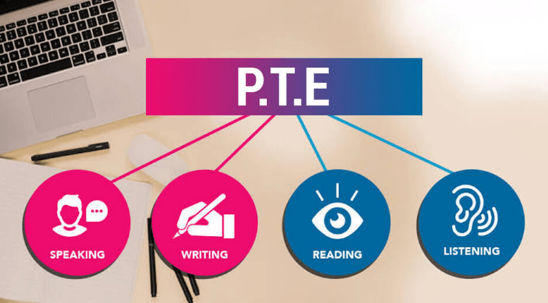 P.T.E
SPEAKING
WRITING
READING
LISTENING